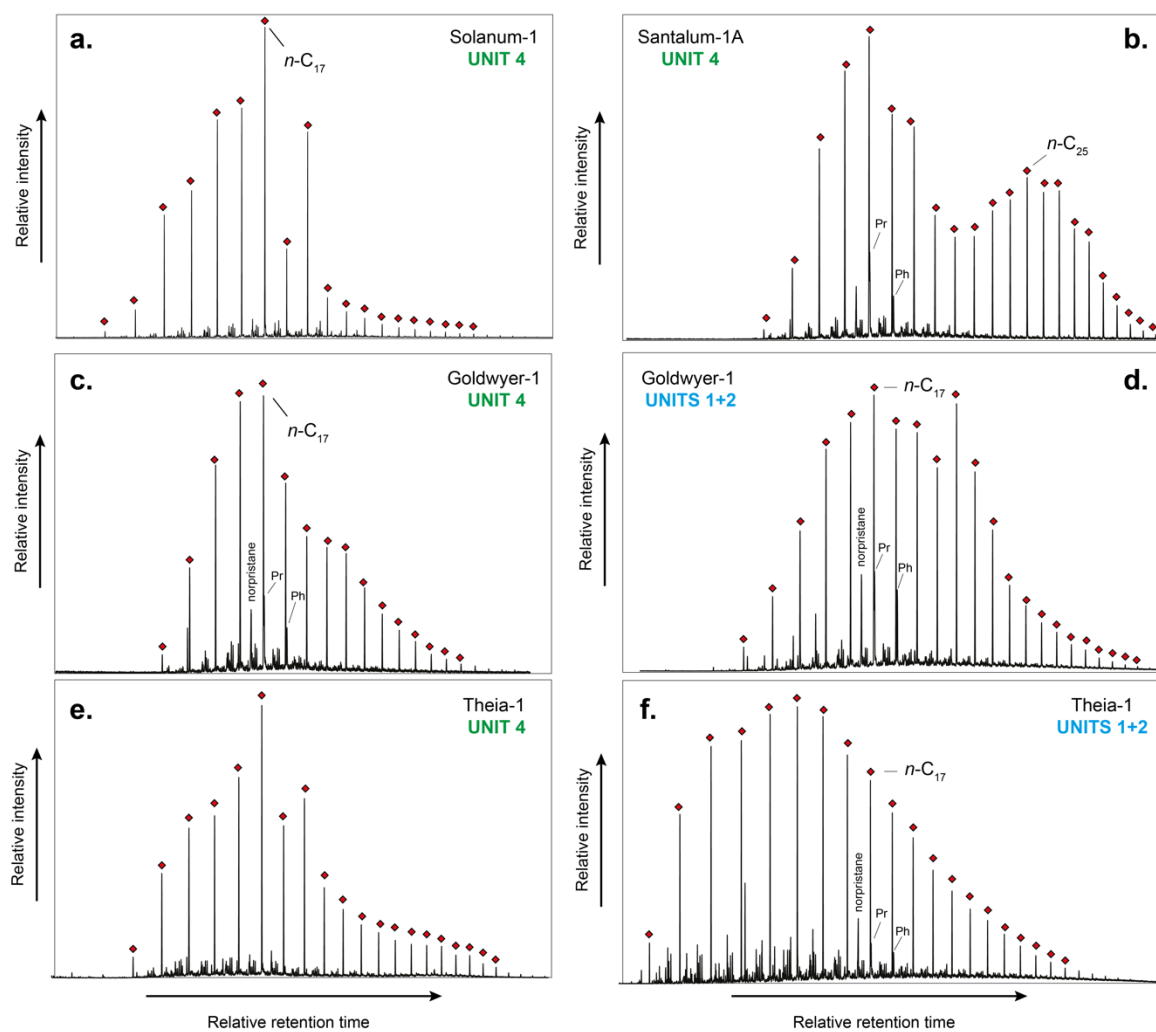 a.
Solanum-1
UNIT 4
n-C17
Relative intensity
b.
Santalum-1A
UNIT 4
n-C25
Pr
Ph
Relative intensity
c.
Goldwyer-1
UNIT 4
n-C17
norpristane
Pr
Ph
Relative intensity
d.
Goldwyer-1
UNITS 1+2
n-C17
norpristane
Pr
Ph
Relative intensity
e.
Theia-1
UNIT 4
Relative intensity
Relative retention time
f.
Theia-1
UNITS 1+2
n-C17
norpristane
Pr
Ph
Relative intensity
Relative retention time